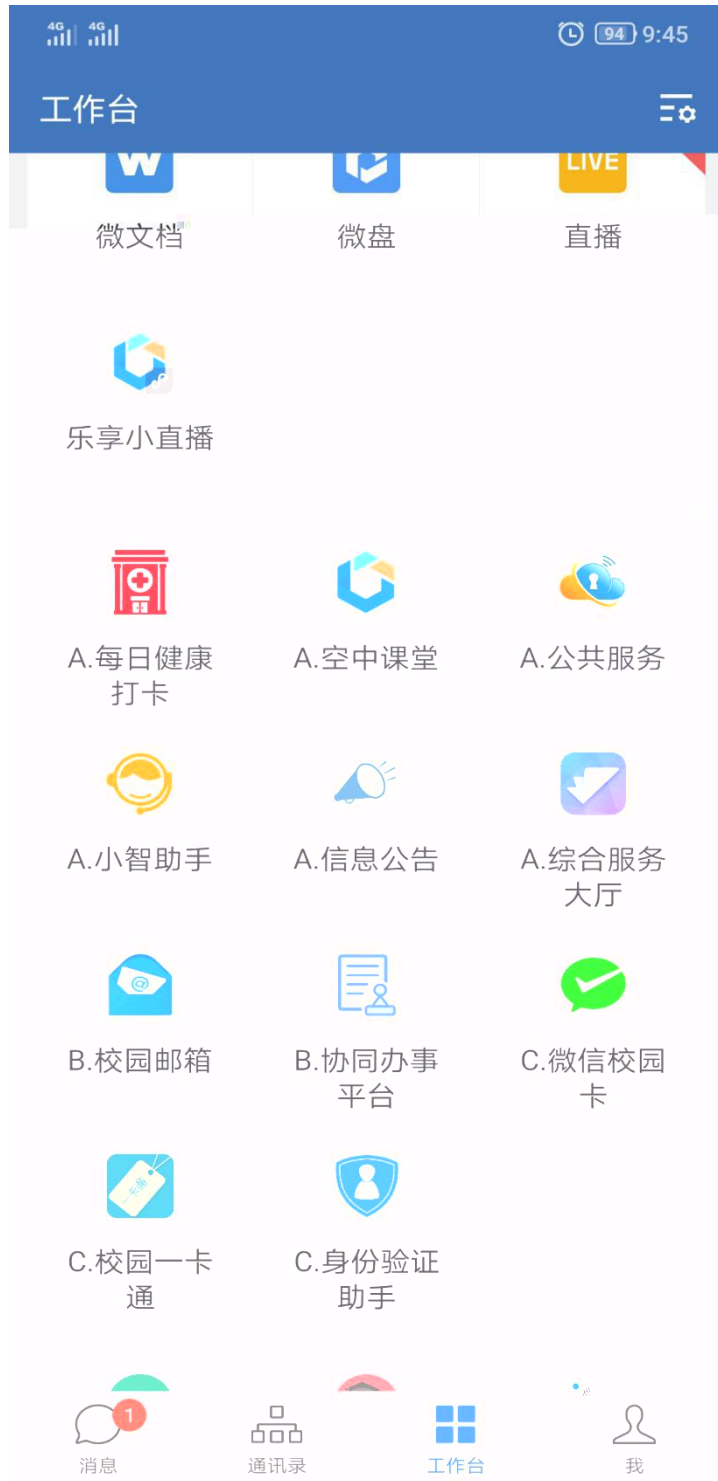 4G 4G 94 9:45
工作台
W LIVE
微文档 微盘 直播
乐享小直播
A.每日健康 A.空中课堂 A.公共服务
打卡
A.小智助手 A.信息公告 A.综合服务
大厅
@
B.校园邮箱 B.协同办事 C.微信校园
平台 卡
一卡通
C.校园一卡 C.身份验证
通 助手
1
消息 通讯录 工作台 我